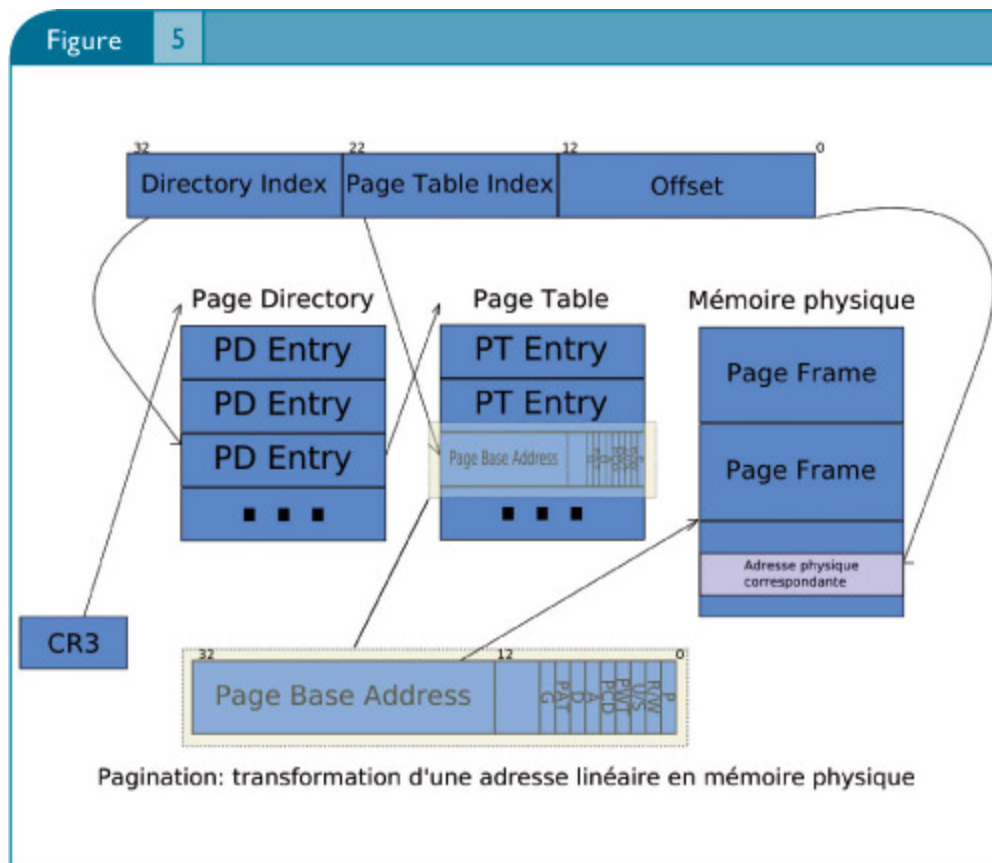 Figure 5
32 22 12 0
Directory Index Page Table Index Offset
Page Directory Page Table Mémoire physique
PD Entry PT Entry Page Frame
PD Entry PT Entry
PD Entry Page Base Address Page Frame
Adresse physique
correspondante
CR3
32 12 0
Page Base Address G PAT D A PCD PWT U/S R/W P
Pagination: transformation d'une adresse linéaire en mémoire physique